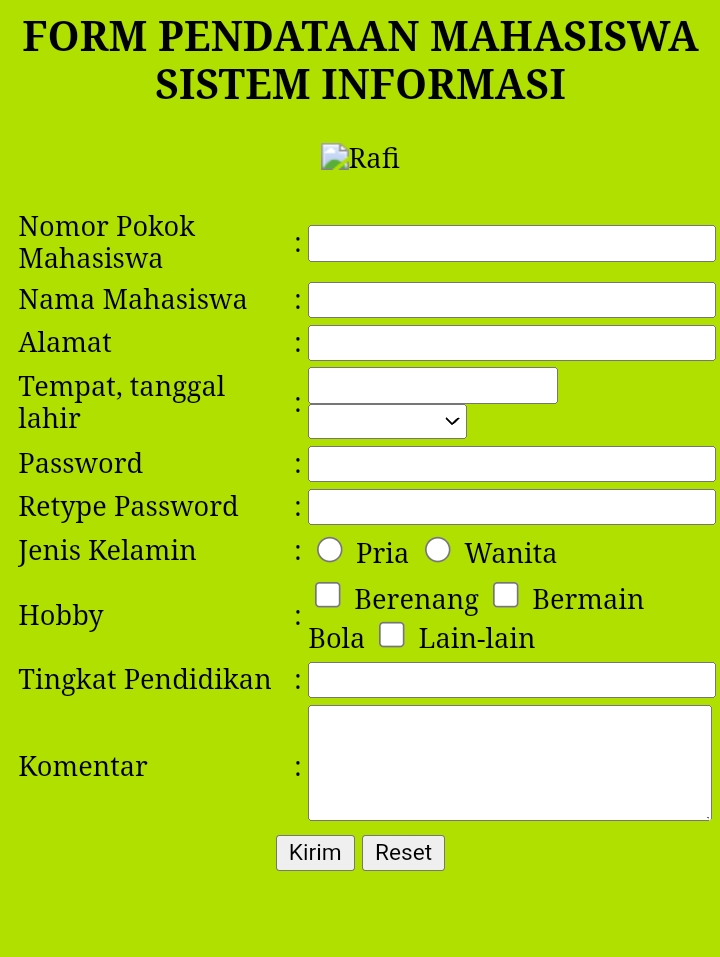 FORM PENDATAAN MAHASISWA
SISTEM INFORMASI
Rafi
Nomor Pokok
Mahasiswa :
Nama Mahasiswa :
Alamat :
Tempat, tanggal
lahir :
Password :
Retype Password :
Jenis Kelamin : Pria Wanita
Hobby : Berenang Bermain
Bola Lain-lain
Tingkat Pendidikan :
Komentar :
Kirim Reset